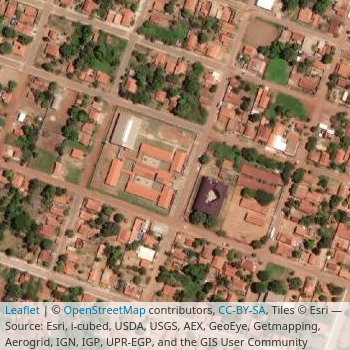 Leaflet | © OpenStreetMap contributors, CC-BY-SA, Tiles © Esri —
Source: Esri, i-cubed, USDA, USGS, AEX, GeoEye, Getmapping,
Aerogrid, IGN, IGP, UPR-EGP, and the GIS User Community